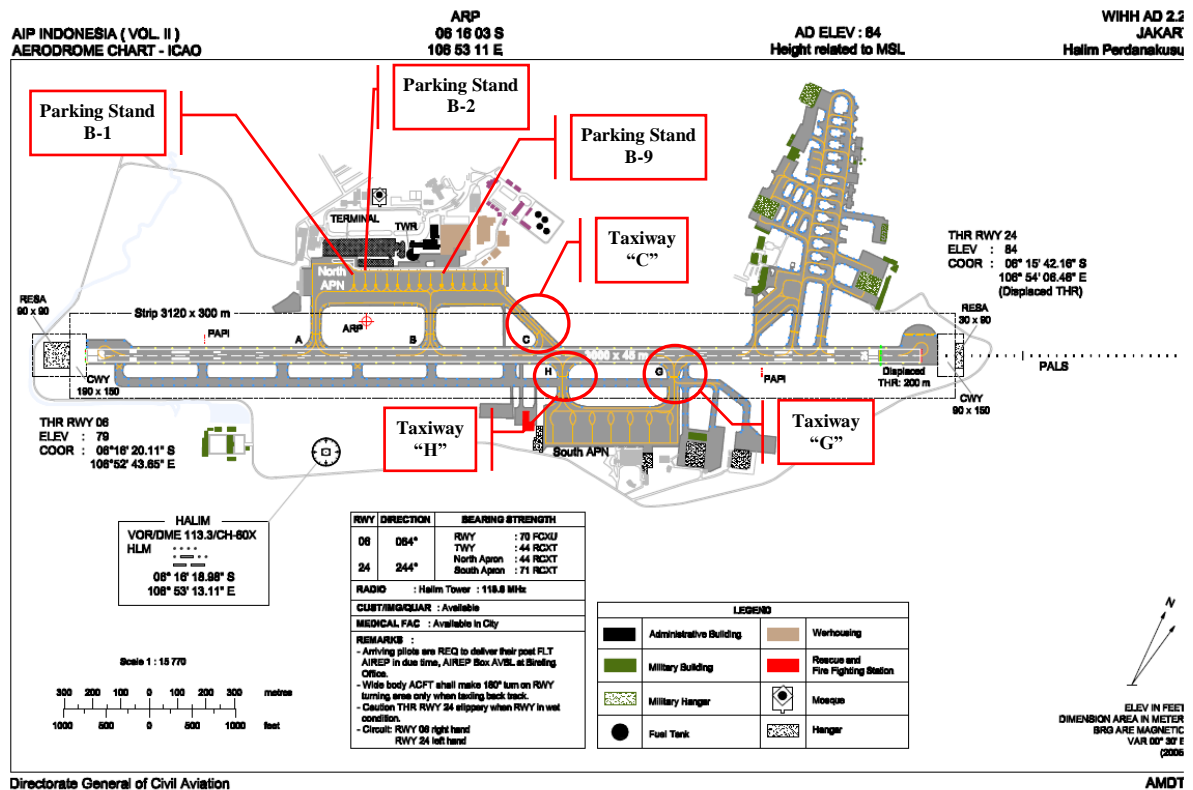 AIP INDONESIA ( VOL. II )
AERODROME CHART - ICAO
ARP
06 16 03 S
106 53 11 E
AD ELEV : 84
Height related to MSL
WIHH AD 2.2
JAKART
Halim Perdanakusu
Parking Stand
B-1
Parking Stand
B-2
Parking Stand
B-9
Taxiway
“C”
TERMINAL
TWR
North
APN
THR RWY 24
ELEV : 84
COOR : 06° 15' 42.16" S
106° 54' 06.46" E
(Displaced THR)
RESA
90 x 90
Strip 3120 x 300 m
PAPI
ARP
A
B
C
RESA
30 x 90
x 45 m
H
G
PAPI
Displaced
THR: 200 m
PALS
CWY
190 x 150
CWY
90 x 150
THR RWY 06
ELEV : 79
COOR : 06°16' 20.11" S
106°52' 43.65" E
Taxiway
“H”
Taxiway
“G”
South APN
HALIM
VOR/DME 113.3/CH-80X
HLM
06° 16' 18.98" S
106° 53' 13.11" E
RWY DIRECTION BEARING STRENGTH
06 064°
24 244°
RWY : 70 FCXU
TWY : 44 RCXT
North Apron : 44 RCXT
South Apron : 71 RCXT
RADIO : Halim Tower : 118.6 MHz
CUST/IMG/QUAR : Available
MEDICAL FAC : Available in City
REMARKS :
- Arriving pilots are REQ to deliver their post FLT
AIREP in due time, AIREP Box AVBL at Briefing
Office.
- Wide body ACFT shall make 180° turn on RWY
turning area only when taxiing back track.
- Caution THR RWY 24 slippery when RWY in wet
condition.
- Circuit: RWY 06 right hand
RWY 24 left hand
LEGEND
Administrative Building
Warhousing
Military Building
Rescue and
Fire Fighting Station
Military Hangar
Mosque
Fuel Tank
Hangar
Scale 1 : 15 770
300 200 100 0 100 200 300 metres
1000 500 0 500 1000 feet
N
ELEV IN FEET
DIMENSION AREA IN METER
BRG ARE MAGNETIC
VAR 00° 30' E
(2005
Directorate General of Civil Aviation
AMDT